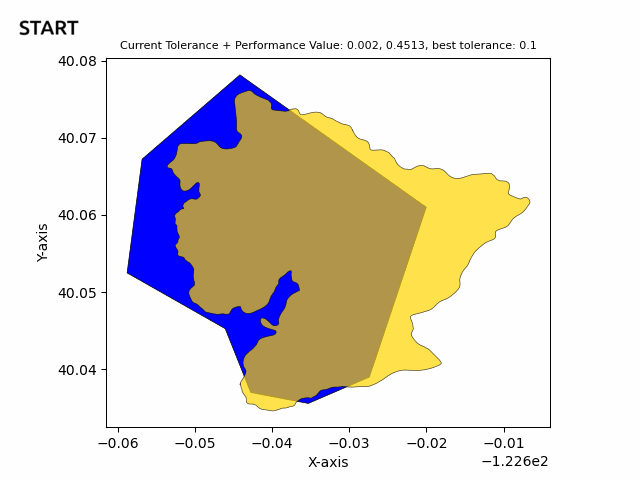 START
Current Tolerance + Performance Value: 0.002, 0.4513, best tolerance: 0.1
40.08
40.07
40.06
40.05
40.04
Y-axis
−0.06 −0.05 −0.04 −0.03 −0.02 −0.01
X-axis
−1.226e2